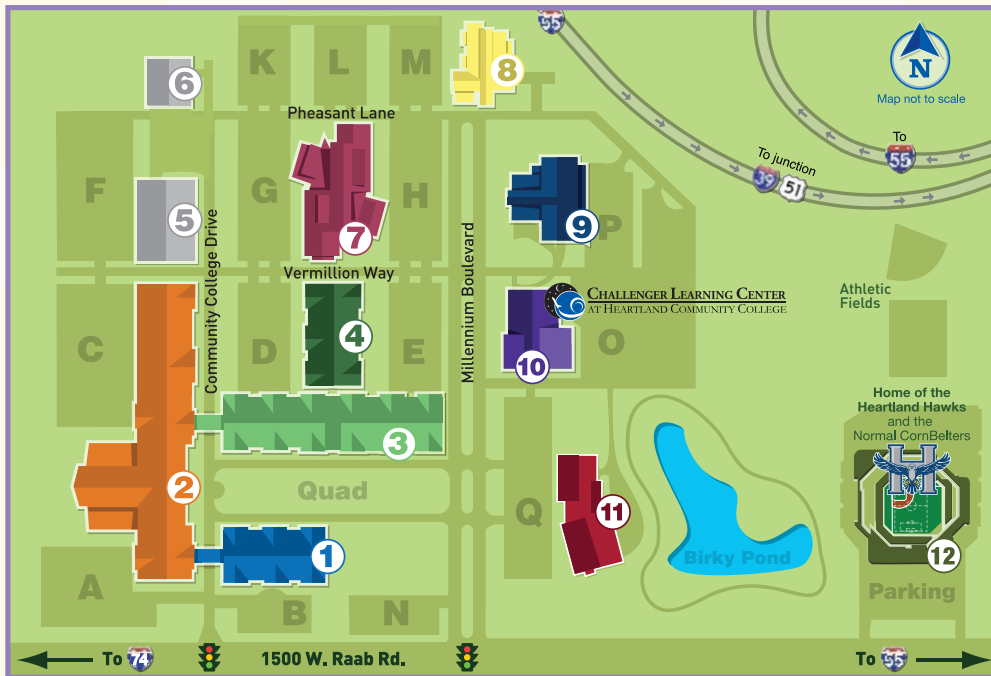 55
N
Map not to scale
K
L
M
8
6
Pheasant Lane
To
55
To junction
39
51
F
5
Community College Drive
G
7
H
Millennium Boulevard
9
P
Vermillion Way
Athletic
Fields
C
D
4
E
CHALLENGER LEARNING CENTER
AT HEARTLAND COMMUNITY COLLEGE
10
O
3
Home of the
Heartland Hawks
and the
Normal CornBelters
H
2
Quad
Q
11
1
Birky Pond
12
A
B
N
Parking
To 74
1500 W. Raab Rd.
To 55